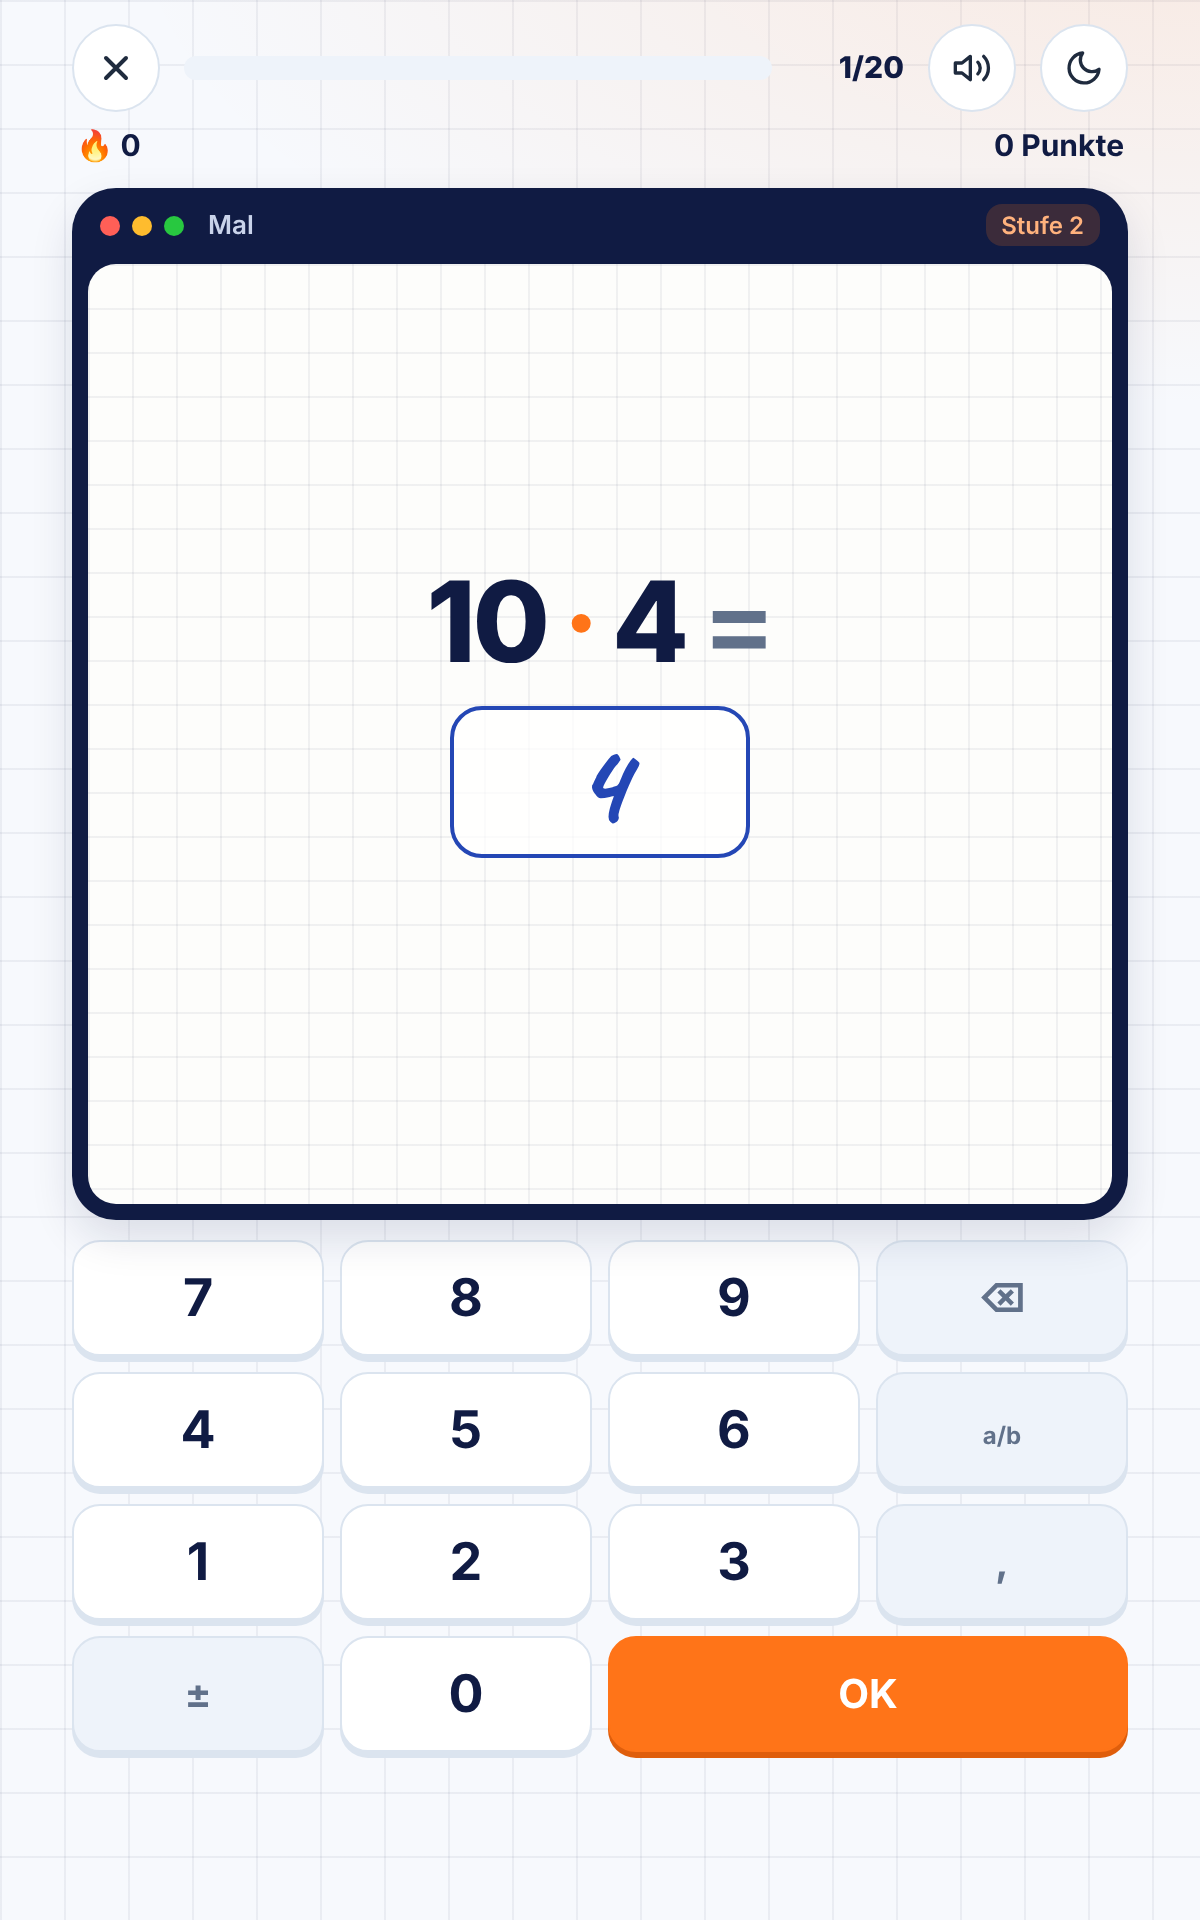 1/20
🔥 0
0 Punkte
Mal
Stufe 2
10 · 4 =
4
7 8 9
4 5 6 a/b
1 2 3 ,
± 0 OK